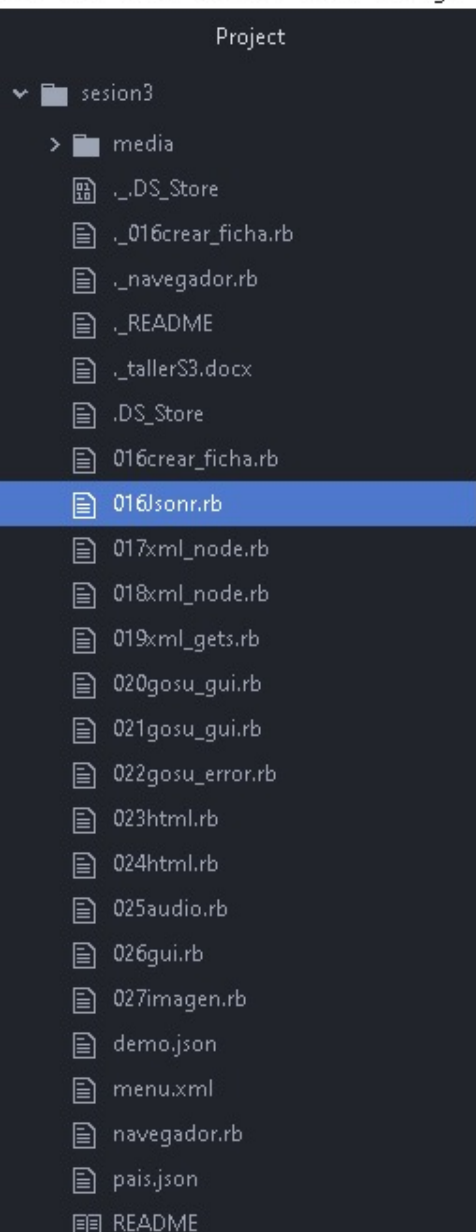 Project
sesion3
media
._.DS_Store
._016crear_ficha.rb
._navegador.rb
._README
._tallerS3.docx
.DS_Store
016crear_ficha.rb
016Jsonr.rb
017xml_node.rb
018xml_node.rb
019xml_gets.rb
020gosu_gui.rb
021gosu_gui.rb
022gosu_error.rb
023html.rb
024html.rb
025audio.rb
026gui.rb
027imagen.rb
demo.json
menu.xml
navegador.rb
pais.json
README